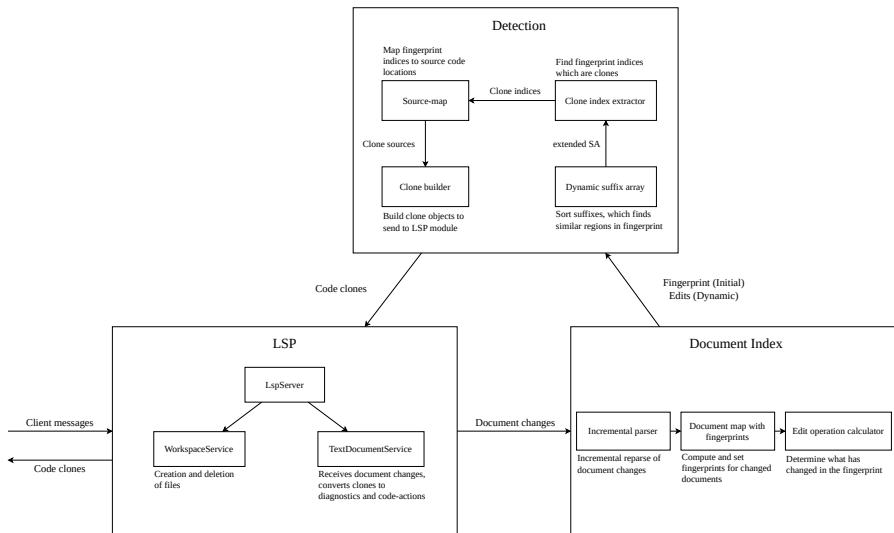 Detection
Map fingerprint
indices to source code
locations
Find fingerprint indices
which are clones
Source-map
Clone indices
Clone index extractor
Clone sources
extended SA
Clone builder
Dynamic suffix array
Build clone objects to
send to LSP module
Sort suffixes, which finds
similar regions in fingerprint
Code clones
Fingerprint (Initial)
Edits (Dynamic)
LSP
LspServer
WorkspaceService
Creation and deletion
of files
TextDocumentService
Receives document changes,
converts clones to
diagnostics and code-actions
Client messages
Code clones
Document changes
Document Index
Incremental parser
Incremental reparse of
document changes
Document map with
fingerprints
Compute and set
fingerprints for changed
documents
Edit operation calculator
Determine what has
changed in the fingerprint